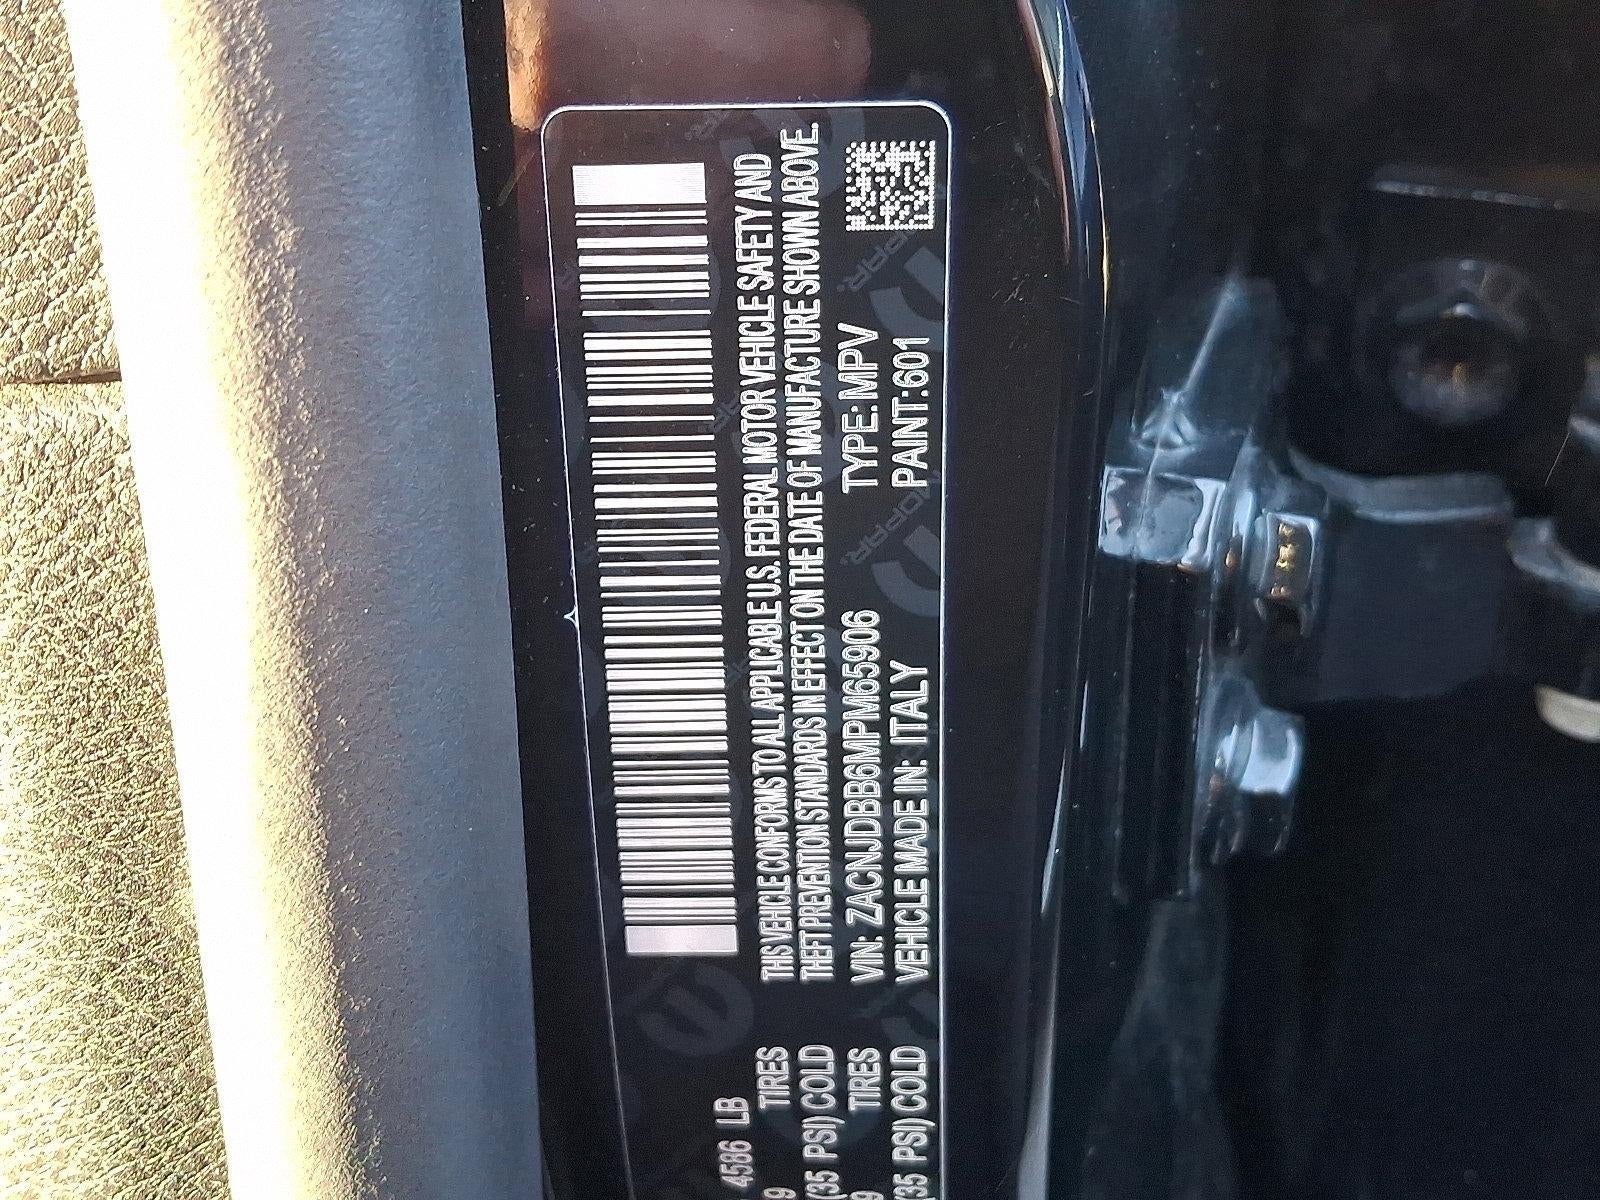 4586 LB
TIRES
(35 PSI) COLD
TIRES
(35 PSI) COLD
THIS VEHICLE CONFORMS TO ALL APPLICABLE U.S. FEDERAL MOTOR VEHICLE SAFETY AND
THEFT PREVENTION STANDARDS IN EFFECT ON THE DATE OF MANUFACTURE SHOWN ABOVE.
VIN: ZACNJDBB6MPM65906 TYPE: MPV
VEHICLE MADE IN: ITALY PAINT:601
MOPAR.